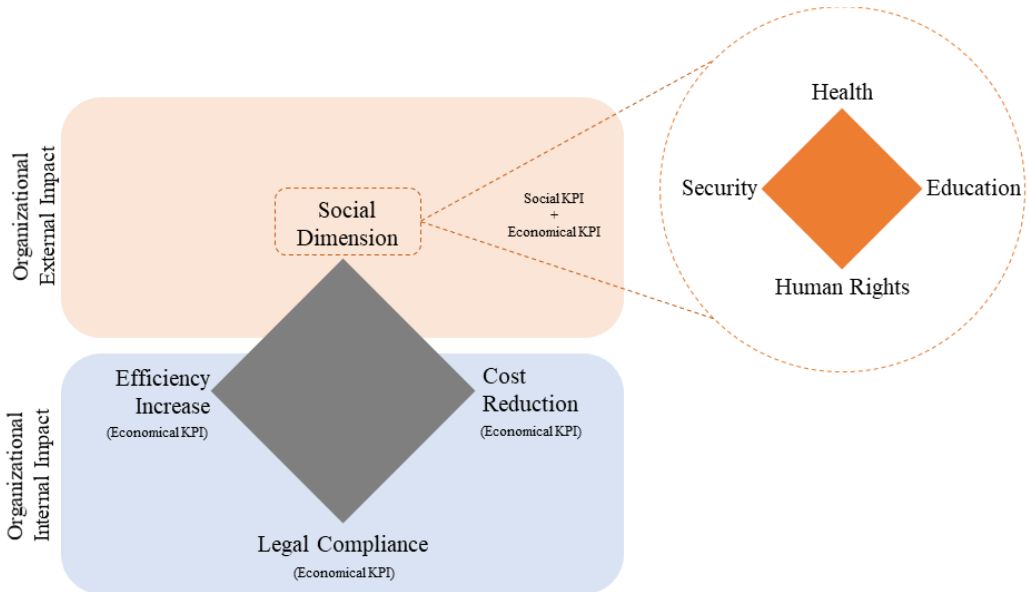 Organizational
External Impact
Social
Dimension
Social KPI
+
Economical KPI
Health
Security
Education
Human Rights
Organizational
Internal Impact
Efficiency
Increase
(Economical KPI)
Cost
Reduction
(Economical KPI)
Legal Compliance
(Economical KPI)